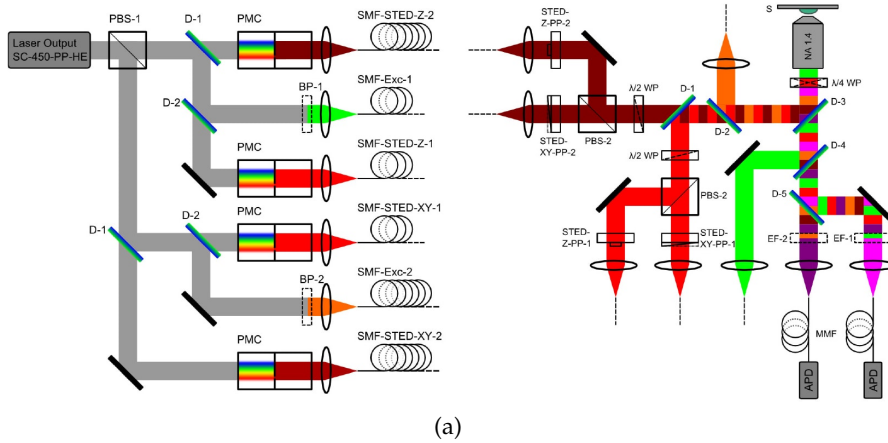 Laser Output
SC-450-PP-HE
PBS-1
D-1
PMC
SMF-STED-Z-2
D-2
BP-1
SMF-Exc-1
PMC
SMF-STED-Z-1
D-1
D-2
PMC
SMF-STED-XY-1
BP-2
SMF-Exc-2
PMC
SMF-STED-XY-2
STED-
Z-PP-2
STED-
XY-PP-2
PBS-2
λ/2 WP
D-1
D-2
S
NA 1.4
λ/4 WP
D-3
D-4
D-5
λ/2 WP
PBS-2
STED-
Z-PP-1
STED-
XY-PP-1
EF-2
EF-1
MMF
APD
APD
(a)